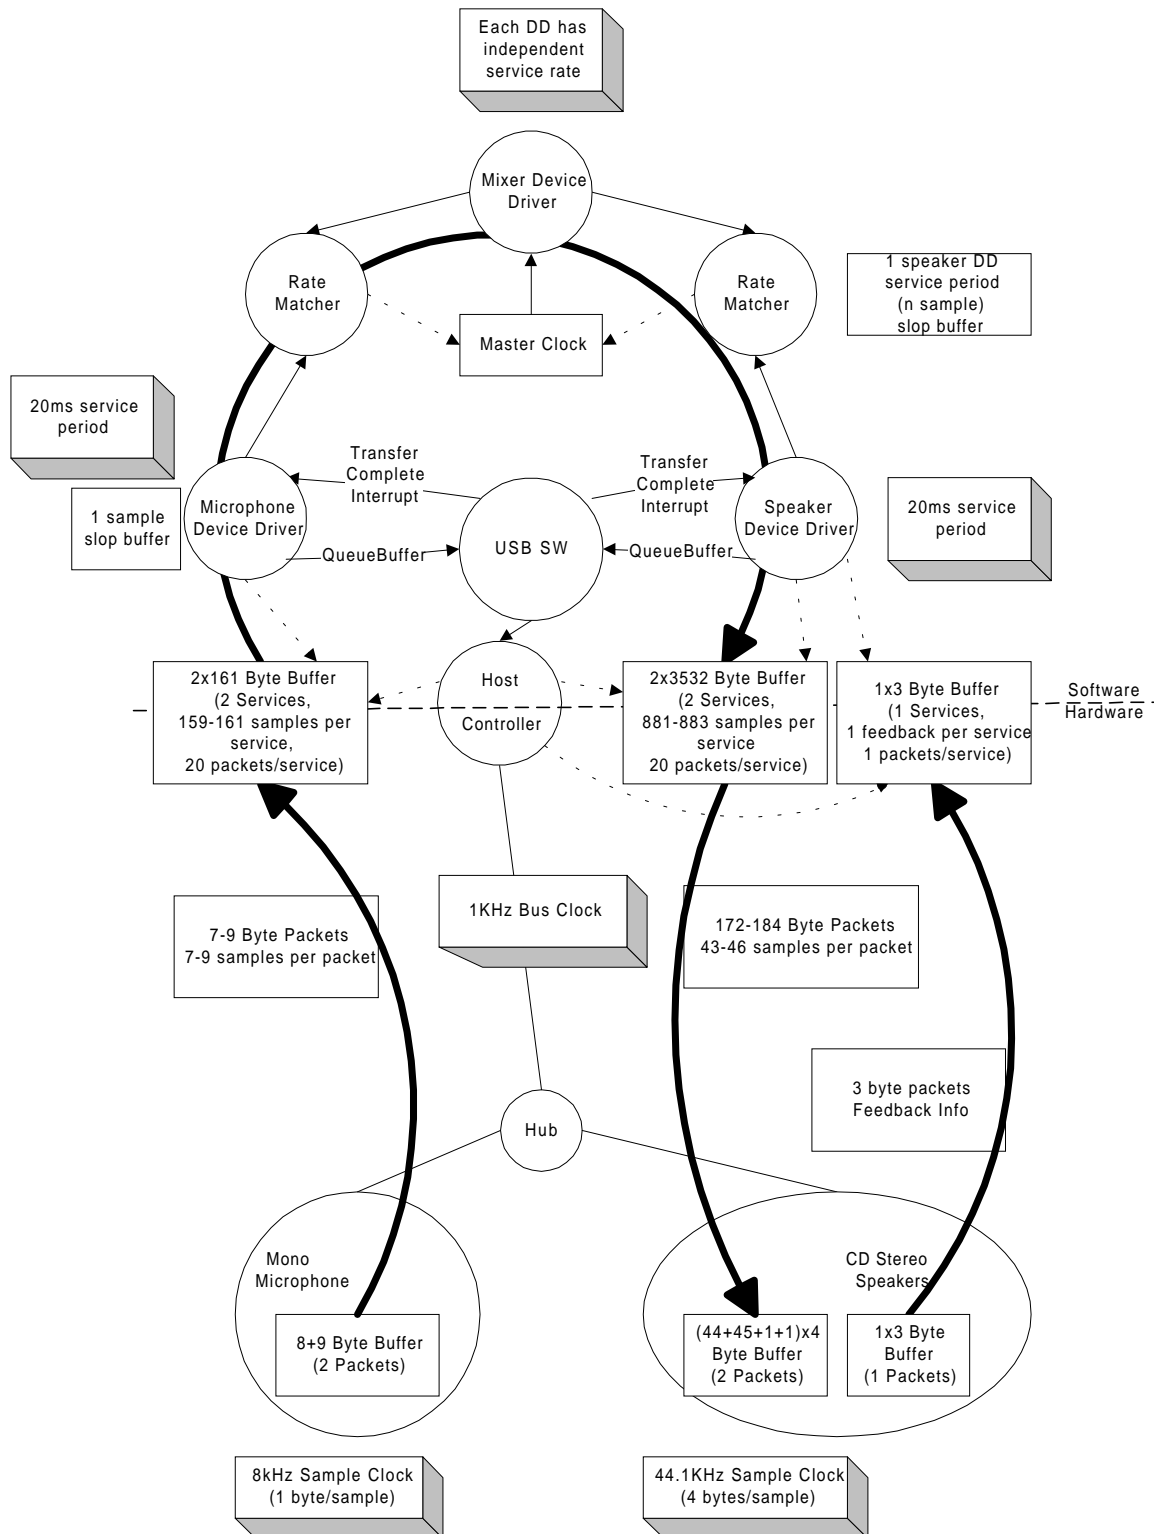 Each DD has
independent
service rate
Mixer Device
Driver
Rate
Matcher
Rate
Matcher
1 speaker DD
service period
(n sample)
slop buffer
Master Clock
20ms service
period
Transfer
Complete
Interrupt
Transfer
Complete
Interrupt
1 sample
slop buffer
Microphone
Device Driver
USB SW
Speaker
Device Driver
20ms service
period
QueueBuffer
QueueBuffer
2x161 Byte Buffer
(2 Services,
159-161 samples per
service,
20 packets/service)
Host
Controller
2x3532 Byte Buffer
(2 Services,
881-883 samples per
service
20 packets/service)
1x3 Byte Buffer
(1 Services,
1 feedback per service
1 packets/service)
Software
Hardware
7-9 Byte Packets
7-9 samples per packet
1KHz Bus Clock
172-184 Byte Packets
43-46 samples per packet
3 byte packets
Feedback Info
Hub
Mono
Microphone
CD Stereo
Speakers
8+9 Byte Buffer
(2 Packets)
(44+45+1+1)x4
Byte Buffer
(2 Packets)
1x3 Byte
Buffer
(1 Packets)
8kHz Sample Clock
(1 byte/sample)
44.1KHz Sample Clock
(4 bytes/sample)